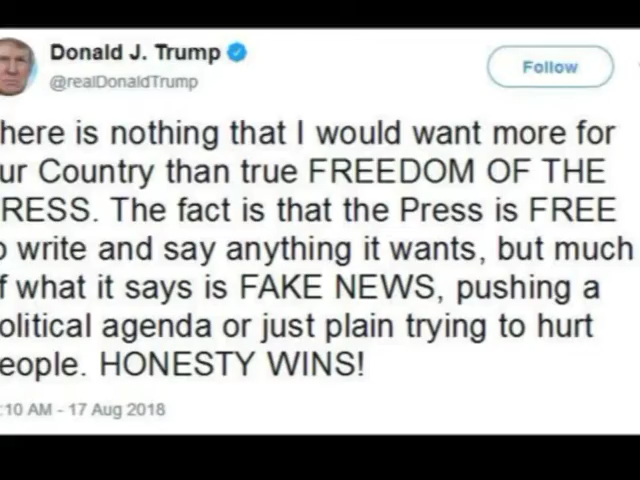 Donald J. Trump
@realDonaldTrump
Follow
here is nothing that I would want more for
ur Country than true FREEDOM OF THE
RESS. The fact is that the Press is FREE
o write and say anything it wants, but much
f what it says is FAKE NEWS, pushing a
olitical agenda or just plain trying to hurt
eople. HONESTY WINS!
:10 AM - 17 Aug 2018